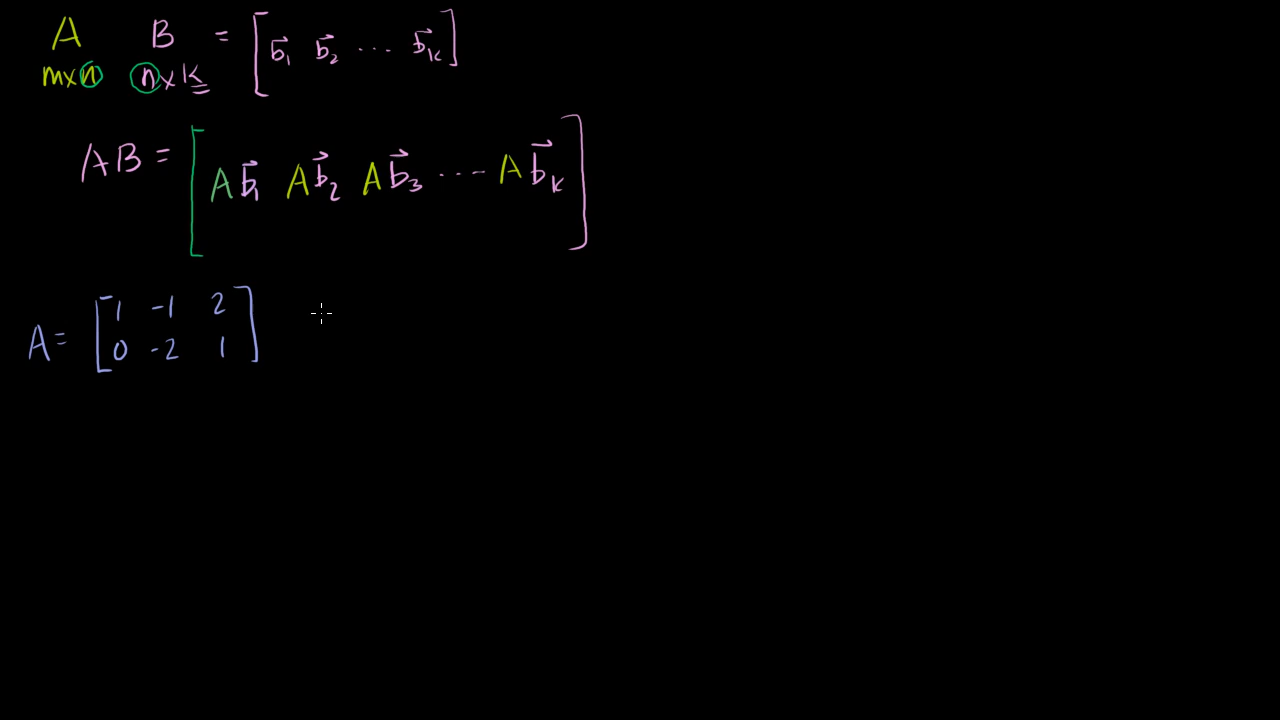 A B = [b⃗₁ b⃗₂ ... b⃗ₖ]
m×n n×k
AB = [Ab⃗₁ Ab⃗₂ Ab⃗₃ ... Ab⃗ₖ]
A = [1 -1 2
0 -2 1]